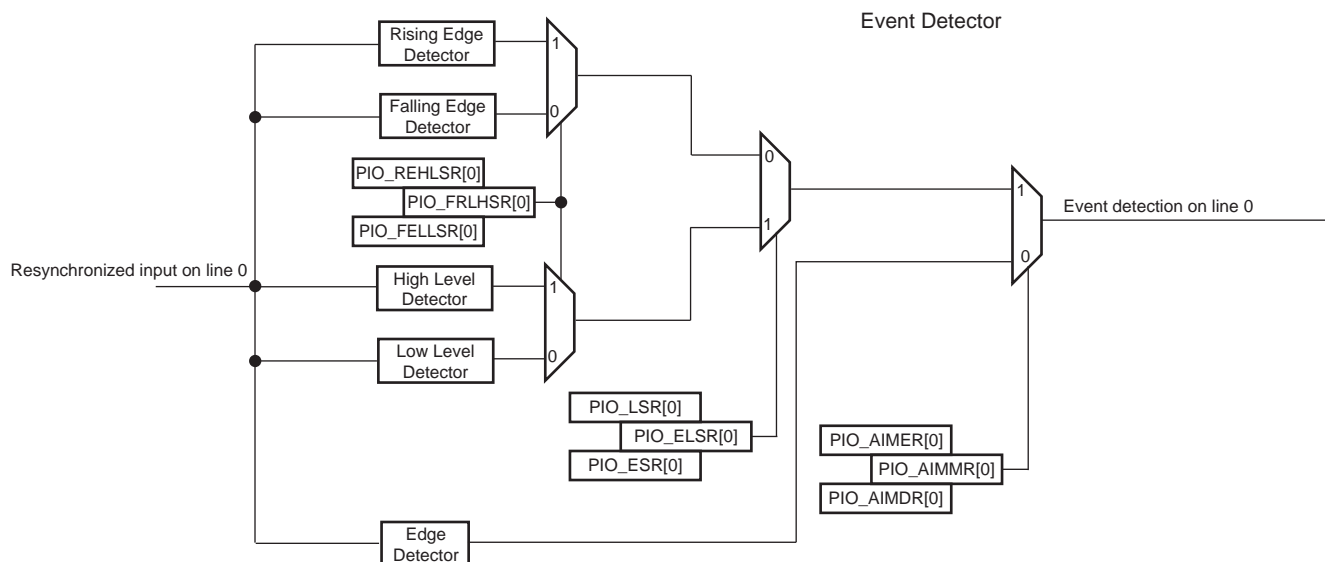 Event Detector
Rising Edge
Detector
1
Falling Edge
Detector
0
0
PIO_REHLSR[0]
PIO_FRLHSR[0]
PIO_FELLSR[0]
1
1
Event detection on line 0
0
Resynchronized input on line 0
High Level
Detector
1
Low Level
Detector
0
PIO_LSR[0]
PIO_ELSR[0]
PIO_ESR[0]
PIO_AIMER[0]
PIO_AIMMR[0]
PIO_AIMDR[0]
Edge
Detector